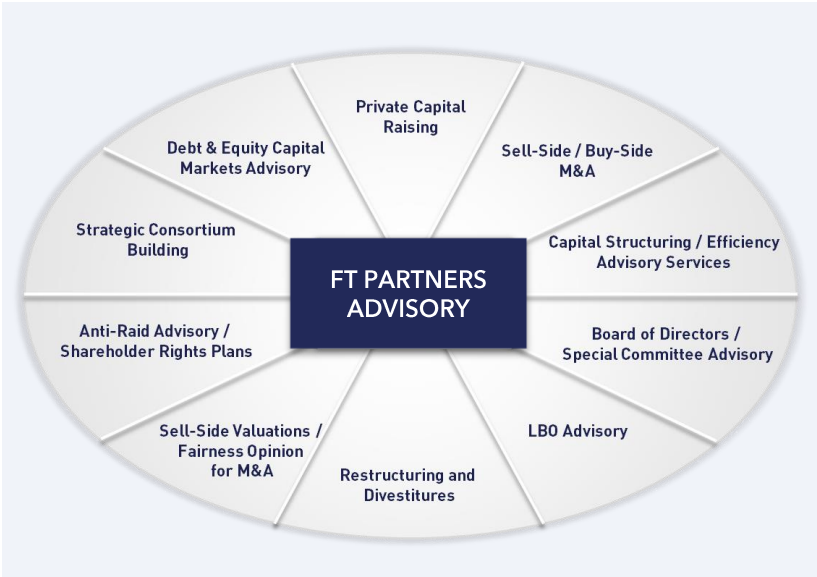 Private Capital
Raising
Sell-Side / Buy-Side
M&A
Capital Structuring / Efficiency
Advisory Services
Board of Directors /
Special Committee Advisory
LBO Advisory
Restructuring and
Divestitures
Sell-Side Valuations /
Fairness Opinion
for M&A
Anti-Raid Advisory /
Shareholder Rights Plans
Strategic Consortium
Building
Debt & Equity Capital
Markets Advisory
FT PARTNERS
ADVISORY